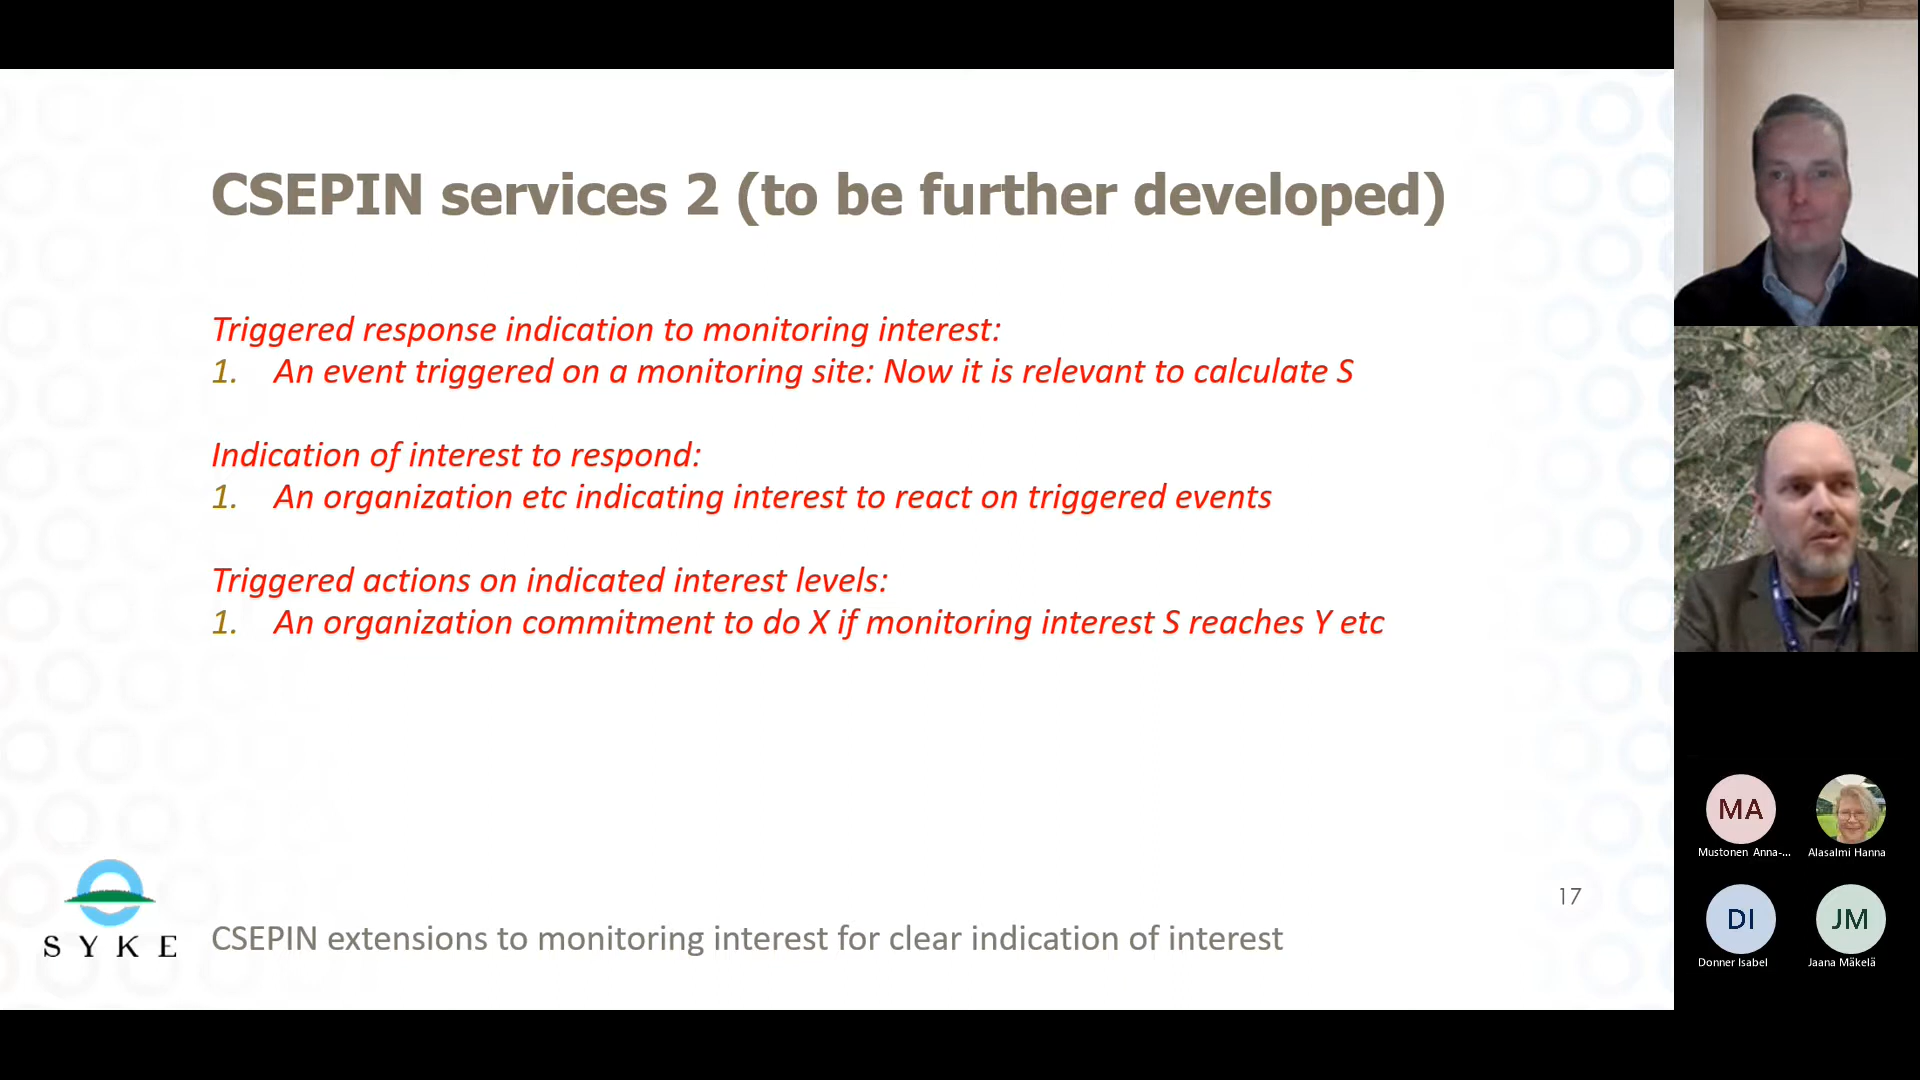 CSEPIN services 2 (to be further developed)
Triggered response indication to monitoring interest:
1. An event triggered on a monitoring site: Now it is relevant to calculate S
Indication of interest to respond:
1. An organization etc indicating interest to react on triggered events
Triggered actions on indicated interest levels:
1. An organization commitment to do X if monitoring interest S reaches Y etc
17
SYKE
CSEPIN extensions to monitoring interest for clear indication of interest
MA
Mustonen Anna-...
Alasalmi Hanna
DI
Donner Isabel
JM
Jaana Mäkelä